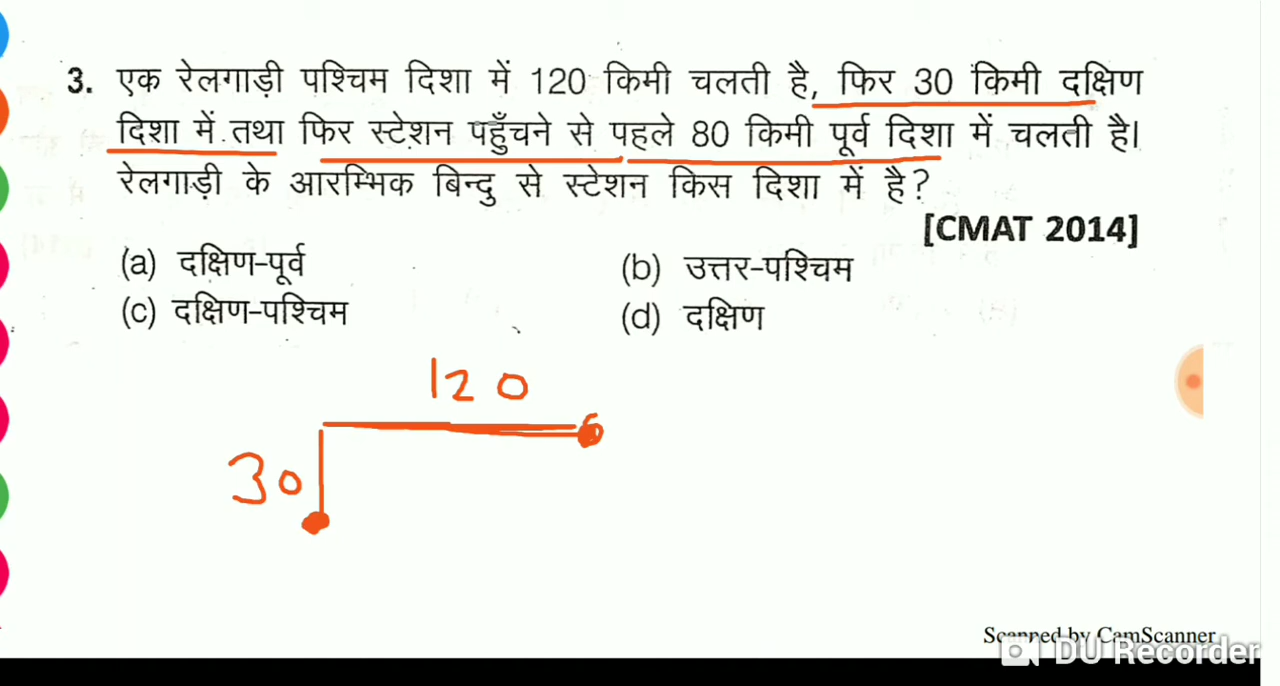 3. एक रेलगाड़ी पश्चिम दिशा में 120 किमी चलती है, फिर 30 किमी दक्षिण
दिशा में तथा फिर स्टेशन पहुँचने से पहले 80 किमी पूर्व दिशा में चलती है।
रेलगाड़ी के आरम्भिक बिन्दु से स्टेशन किस दिशा में है?
[CMAT 2014]
(a) दक्षिण-पूर्व (b) उत्तर-पश्चिम
(c) दक्षिण-पश्चिम (d) दक्षिण
120
30
Scanned by CamScanner
DU Recorder